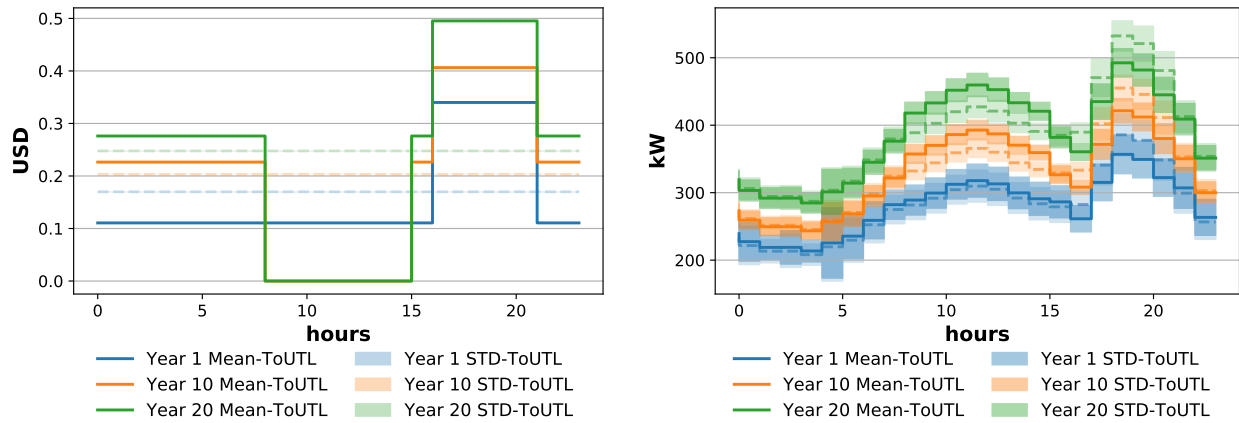 0.5
0.4
0.3
0.2
0.1
0.0
USD
0 5 10 15 20
hours
Year 1 Mean-ToUTL Year 1 STD-ToUTL
Year 10 Mean-ToUTL Year 10 STD-ToUTL
Year 20 Mean-ToUTL Year 20 STD-ToUTL
500
400
300
200
kW
0 5 10 15 20
hours
Year 1 Mean-ToUTL Year 1 STD-ToUTL
Year 10 Mean-ToUTL Year 10 STD-ToUTL
Year 20 Mean-ToUTL Year 20 STD-ToUTL